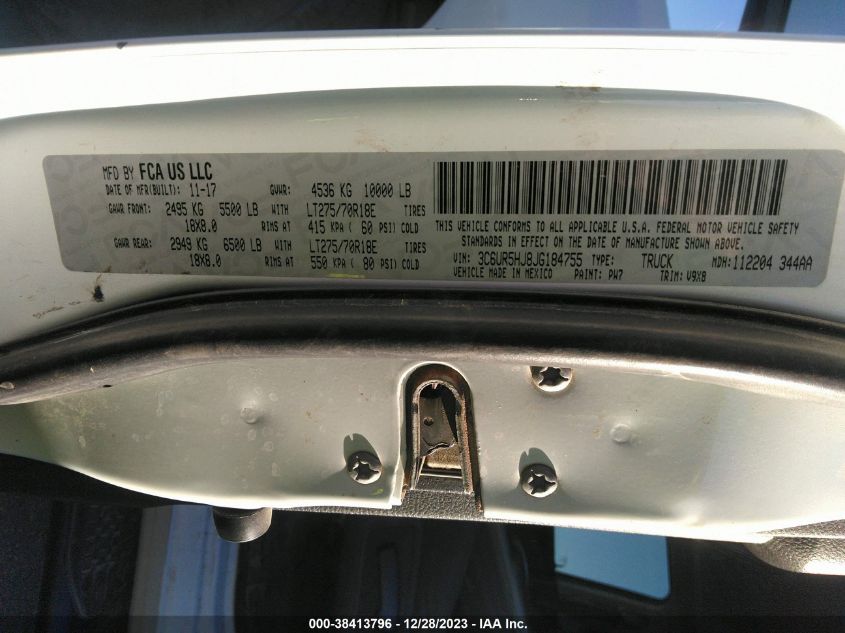 MFD BY FCA US LLC
DATE OF MFR(BUILT): 11-17 GVWR: 4536 KG 10000 LB
GAWR FRONT: 2495 KG 5500 LB WITH LT275/70R18E TIRES
18X8.0 RIMS AT 415 KPA ( 60 PSI) COLD
GAWR REAR: 2949 KG 6500 LB WITH LT275/70R18E TIRES
18X8.0 RIMS AT 550 KPA ( 80 PSI) COLD
THIS VEHICLE CONFORMS TO ALL APPLICABLE U.S.A. FEDERAL MOTOR VEHICLE SAFETY
STANDARDS IN EFFECT ON THE DATE OF MANUFACTURE SHOWN ABOVE.
VIN: 3C6UR5HJ8JG184755 TYPE: TRUCK MDH: 112204 344AA
VEHICLE MADE IN MEXICO PAINT: PW7 TRIM: V9X8
000-38413796 - 12/28/2023 - IAA Inc.